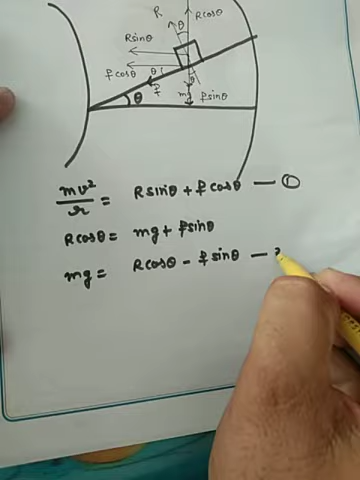 R
Rcosθ
θ
Rsinθ
fcosθ
θ
f
mg
fsinθ
θ
mv²/r = Rsinθ + fcosθ — ①
Rcosθ = mg + fsinθ
mg = Rcosθ - fsinθ —